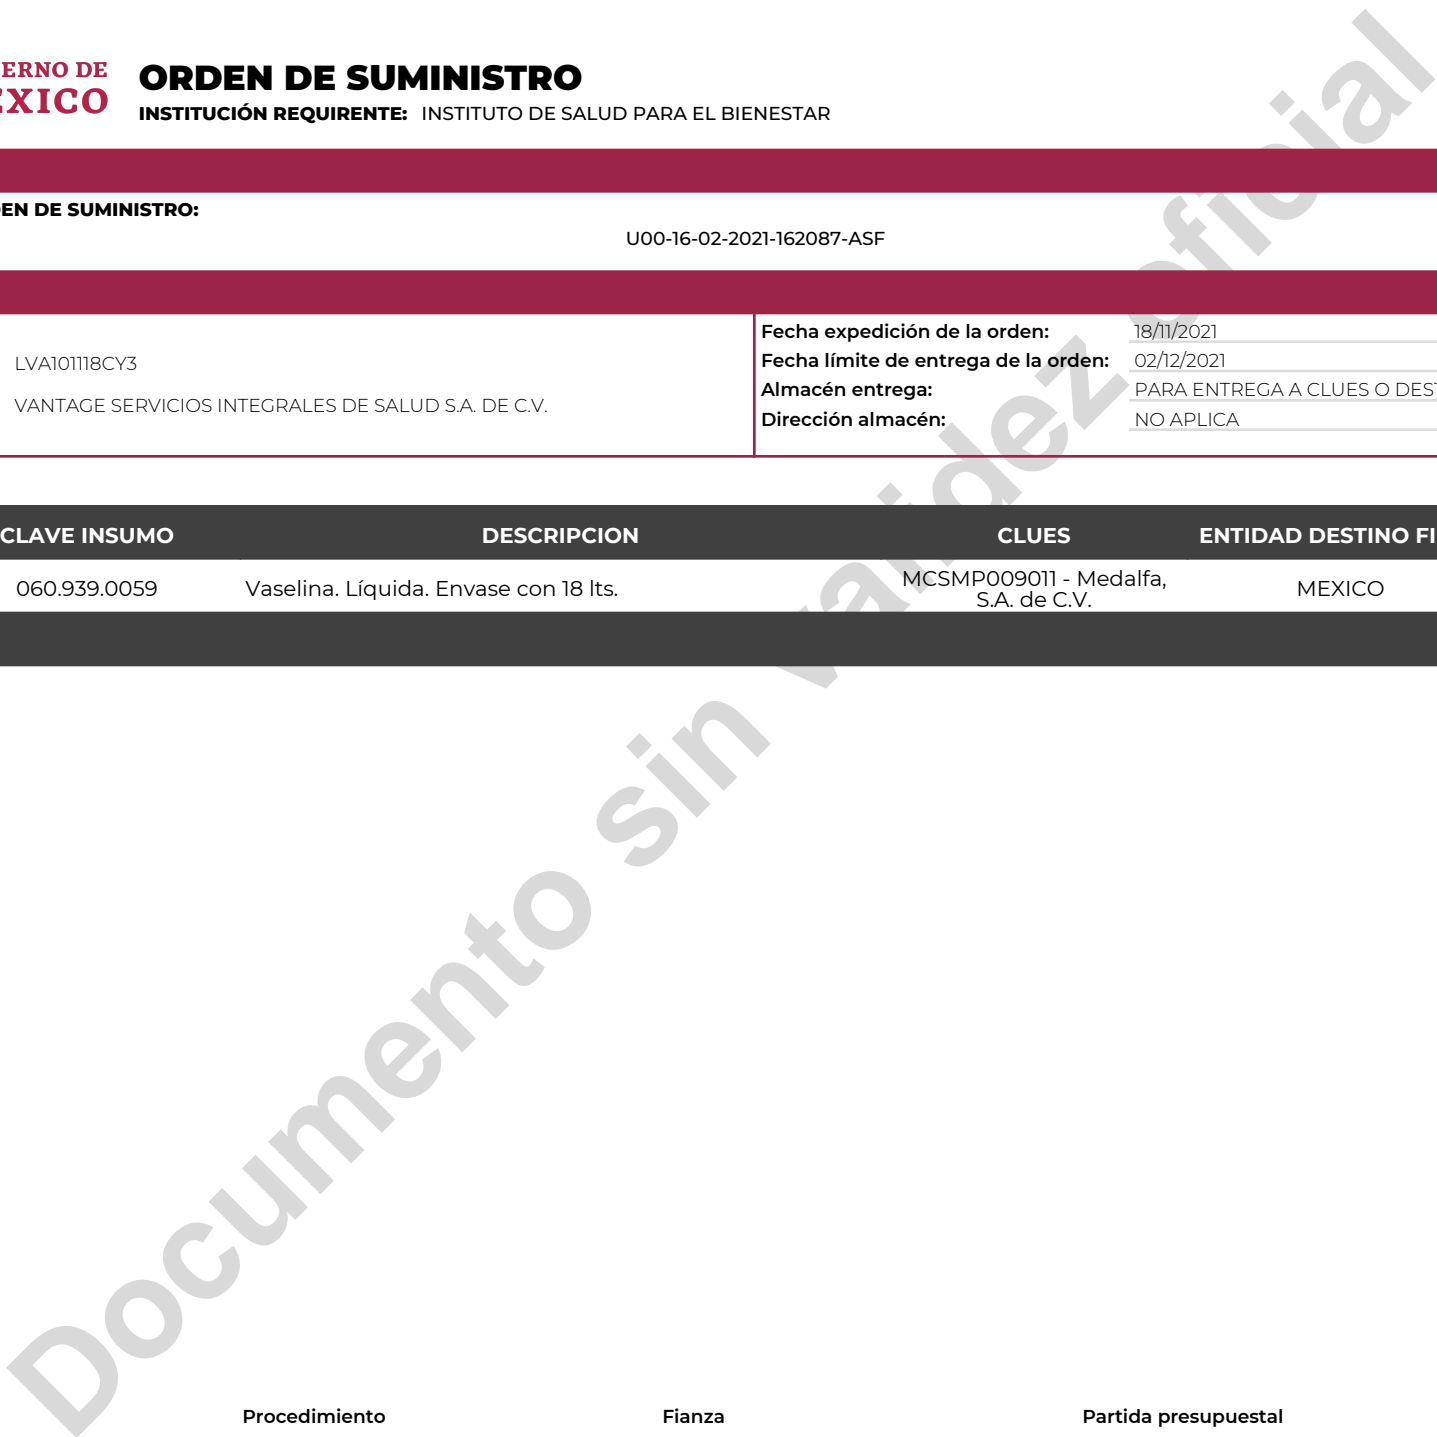 ERNO DE
EXICO
ORDEN DE SUMINISTRO
INSTITUCIÓN REQUIRENTE: INSTITUTO DE SALUD PARA EL BIENESTAR
EN DE SUMINISTRO:
U00-16-02-2021-162087-ASF
LVA101118CY3
VANTAGE SERVICIOS INTEGRALES DE SALUD S.A. DE C.V.
Fecha expedición de la orden: 18/11/2021
Fecha límite de entrega de la orden: 02/12/2021
Almacén entrega: PARA ENTREGA A CLUES O DEST
Dirección almacén: NO APLICA
CLAVE INSUMO DESCRIPCION CLUES ENTIDAD DESTINO FI
060.939.0059 Vaselina. Líquida. Envase con 18 lts. MCSMP009011 - Medalfa,
S.A. de C.V. MEXICO
Documento sin validez oficial
Procedimiento Fianza Partida presupuestal